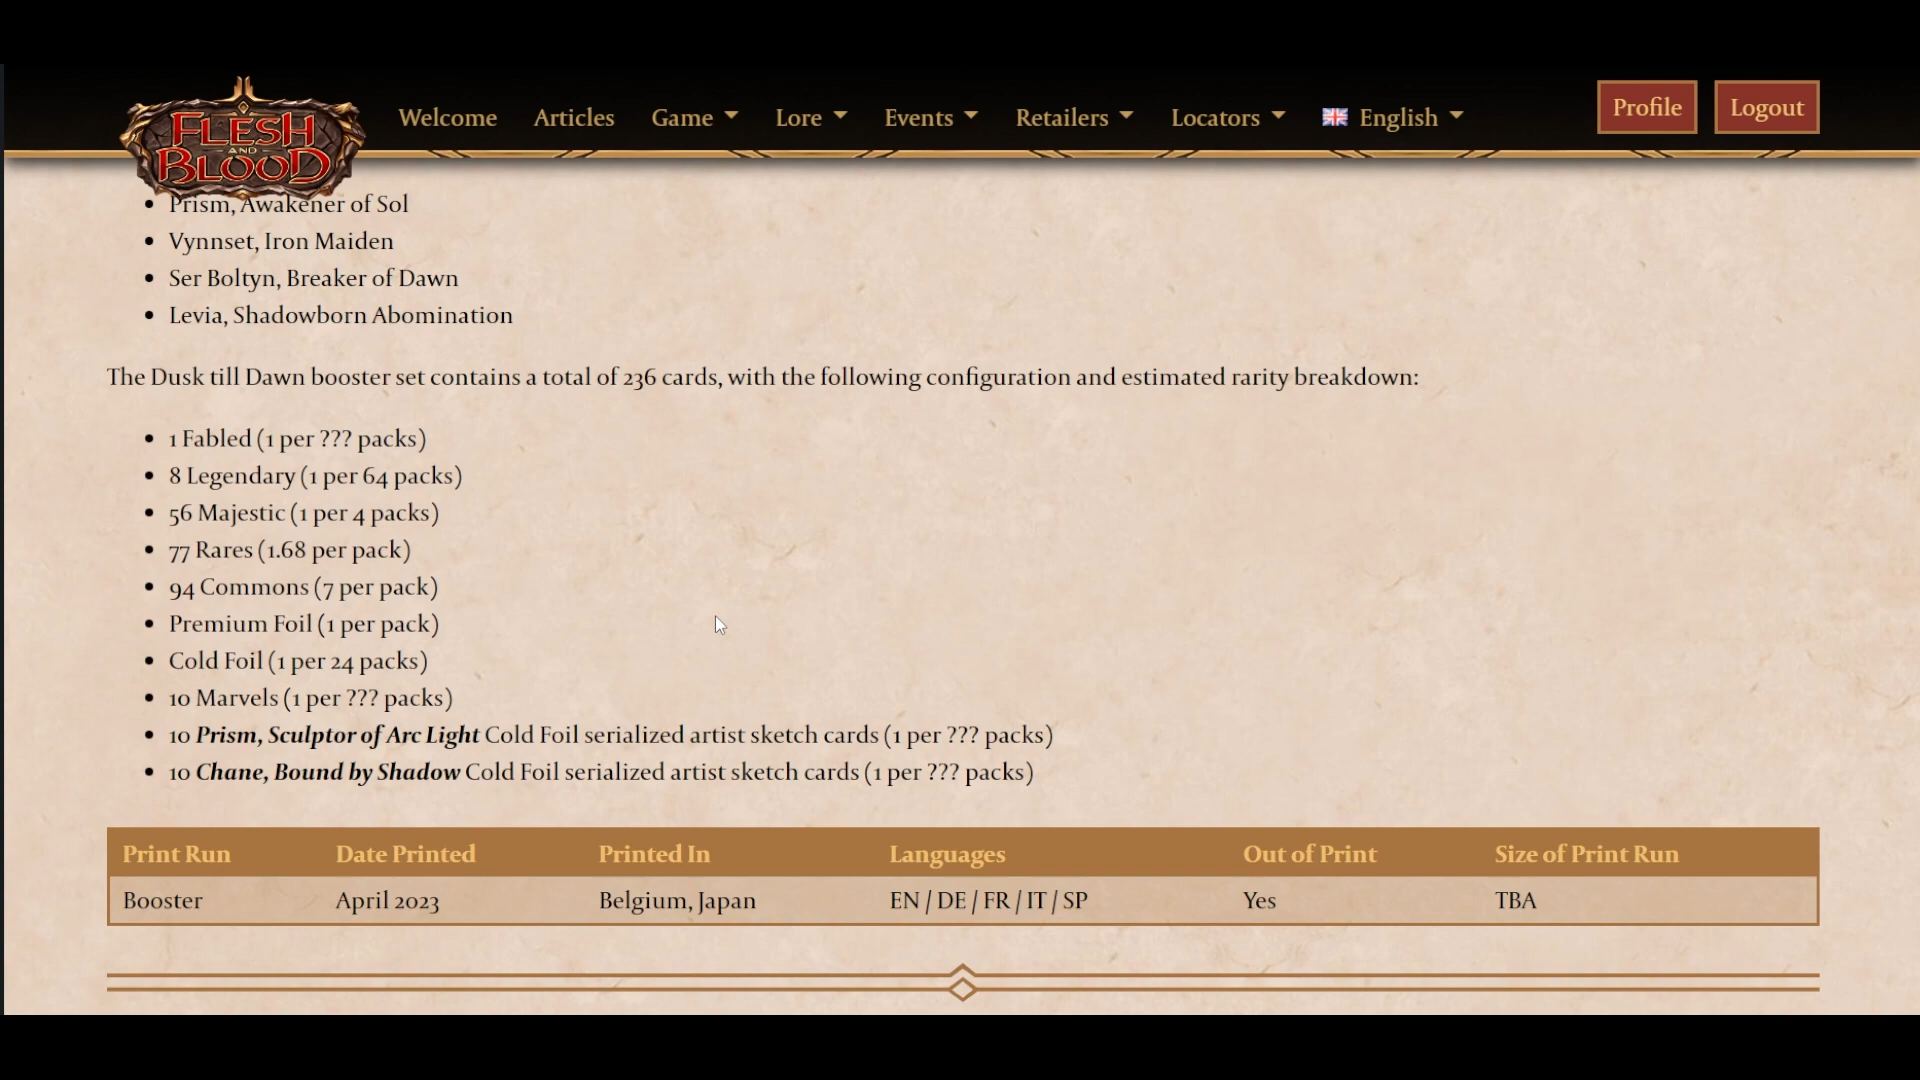 FLESH
AND
BLOOD
Welcome Articles Game Lore Events Retailers Locators English Profile Logout
Prism, Awakener of Sol
Vynnset, Iron Maiden
Ser Boltyn, Breaker of Dawn
Levia, Shadowborn Abomination
The Dusk till Dawn booster set contains a total of 236 cards, with the following configuration and estimated rarity breakdown:
1 Fabled (1 per ??? packs)
8 Legendary (1 per 64 packs)
56 Majestic (1 per 4 packs)
77 Rares (1.68 per pack)
94 Commons (7 per pack)
Premium Foil (1 per pack)
Cold Foil (1 per 24 packs)
10 Marvels (1 per ??? packs)
10 Prism, Sculptor of Arc Light Cold Foil serialized artist sketch cards (1 per ??? packs)
10 Chane, Bound by Shadow Cold Foil serialized artist sketch cards (1 per ??? packs)
Print Run Date Printed Printed In Languages Out of Print Size of Print Run
Booster April 2023 Belgium, Japan EN / DE / FR / IT / SP Yes TBA